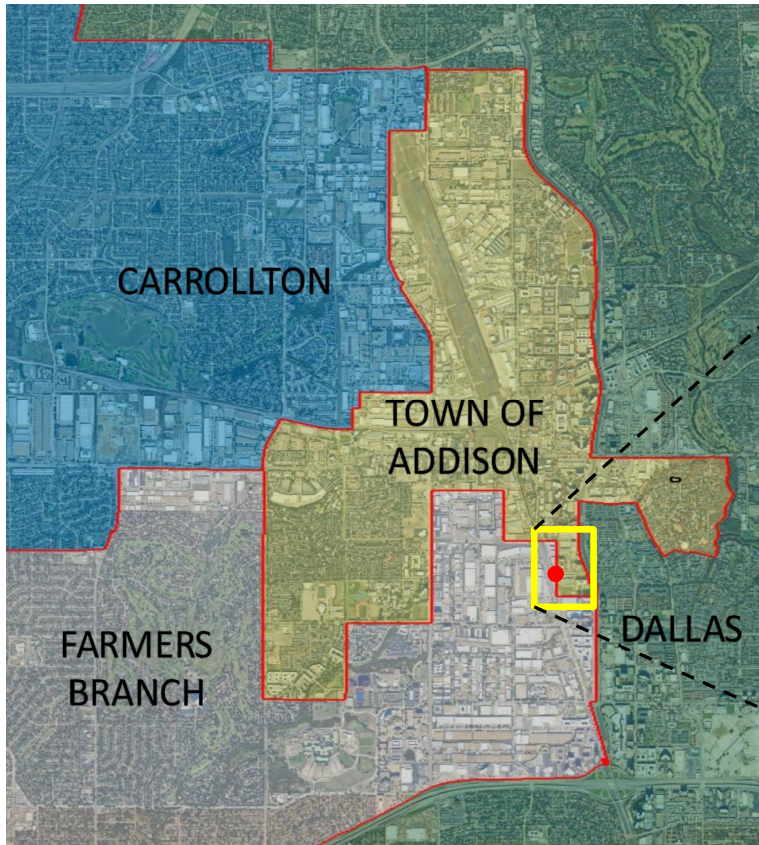 CARROLLTON
TOWN OF
ADDISON
FARMERS
BRANCH
DALLAS